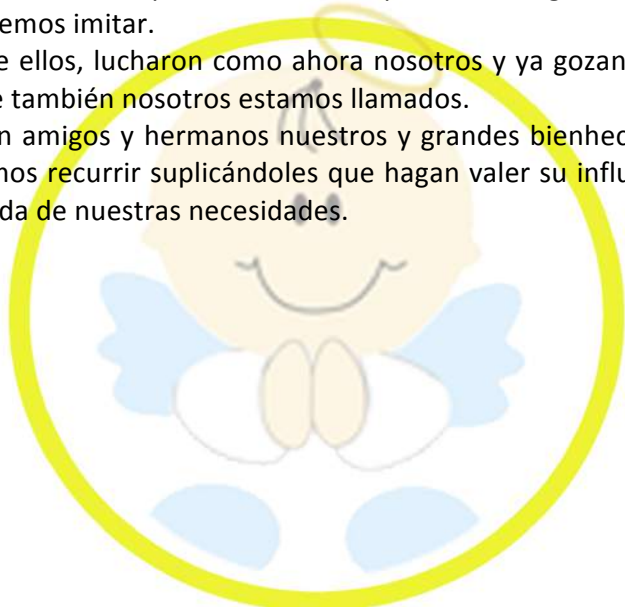 emos imitar.
e ellos, lucharon como ahora nosotros y ya gozan
e también nosotros estamos llamados.
n amigos y hermanos nuestros y grandes bienhec
nos recurrir suplicándoles que hagan valer su influ
da de nuestras necesidades.